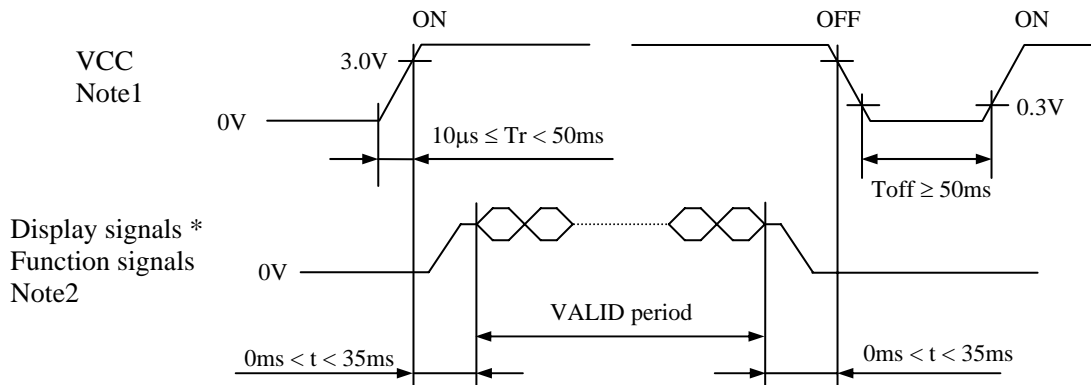 ON
OFF
ON
VCC
Note1
3.0V
0V
0.3V
10μs ≤ Tr < 50ms
Toff ≥ 50ms
Display signals *
Function signals
Note2
0V
VALID period
0ms < t < 35ms
0ms < t < 35ms